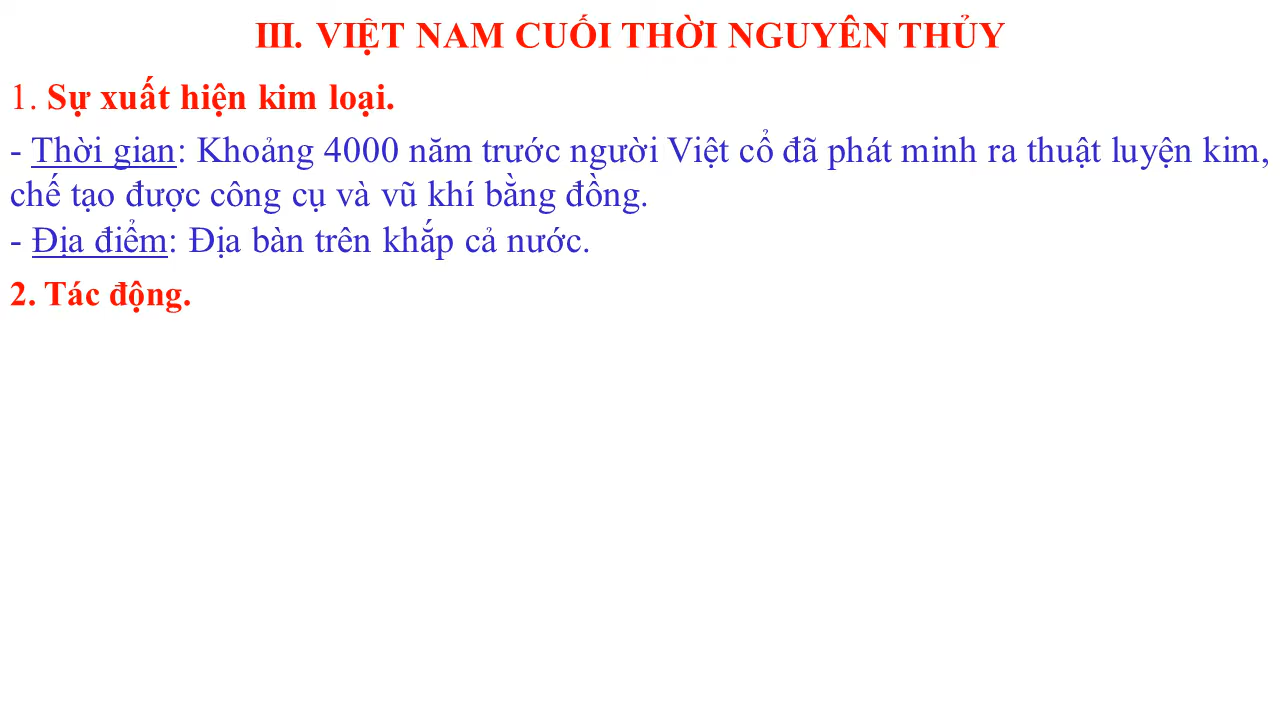 III. VIỆT NAM CUỐI THỜI NGUYÊN THỦY
1. Sự xuất hiện kim loại.
- Thời gian: Khoảng 4000 năm trước người Việt cổ đã phát minh ra thuật luyện kim,
chế tạo được công cụ và vũ khí bằng đồng.
- Địa điểm: Địa bàn trên khắp cả nước.
2. Tác động.